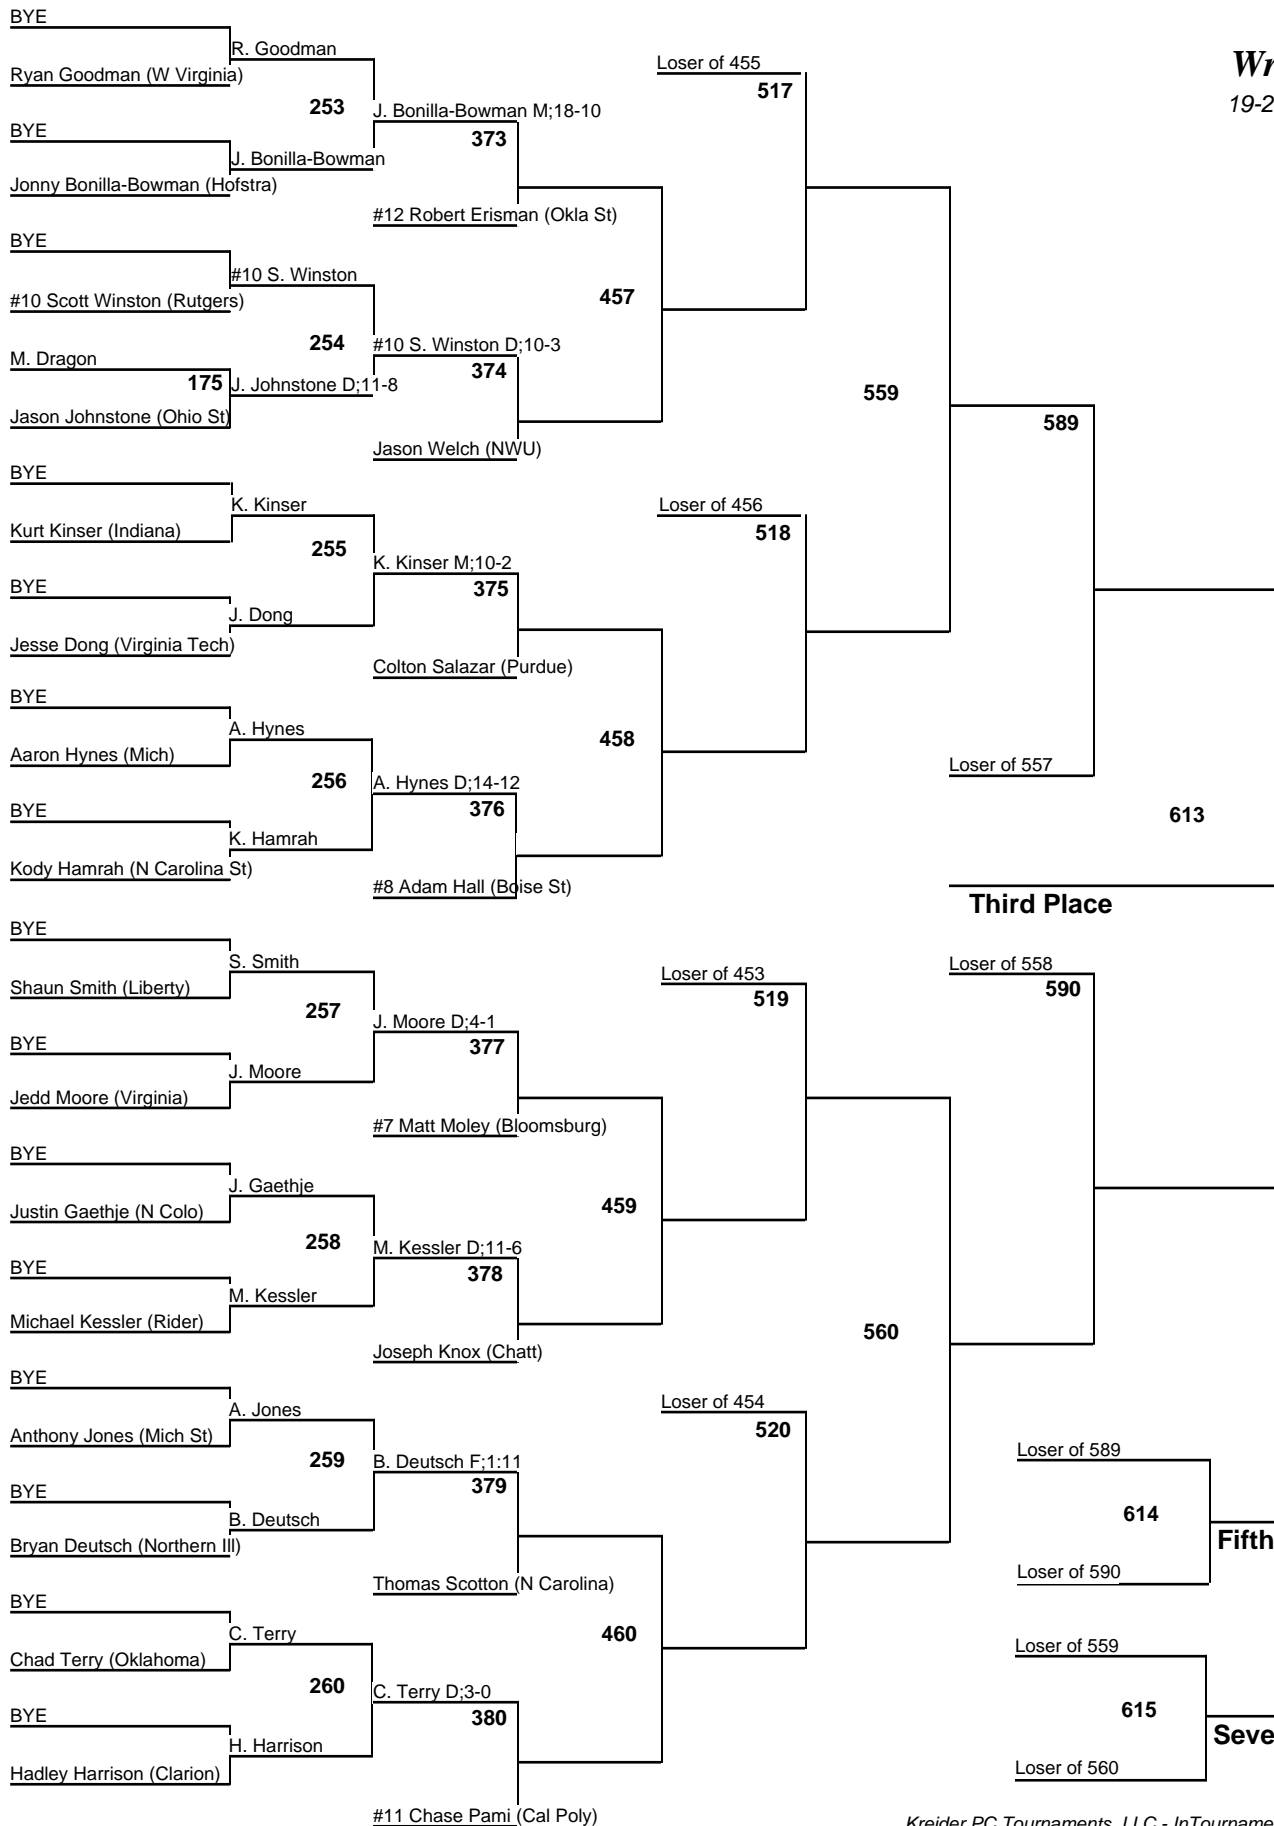 BYE
R. Goodman
Ryan Goodman (W Virginia)
253
J. Bonilla-Bowman M;18-10
373
BYE
J. Bonilla-Bowman
Jonny Bonilla-Bowman (Hofstra)
#12 Robert Erisman (Okla St)
BYE
#10 S. Winston
#10 Scott Winston (Rutgers)
254
#10 S. Winston D;10-3
374
M. Dragon
175
J. Johnstone D;11-8
Jason Johnstone (Ohio St)
Jason Welch (NWU)
457
Loser of 455
517
BYE
K. Kinser
Kurt Kinser (Indiana)
255
K. Kinser M;10-2
375
BYE
J. Dong
Jesse Dong (Virginia Tech)
Colton Salazar (Purdue)
BYE
A. Hynes
Aaron Hynes (Mich)
256
A. Hynes D;14-12
376
BYE
K. Hamrah
Kody Hamrah (N Carolina St)
#8 Adam Hall (Boise St)
458
Loser of 456
518
559
589
Loser of 557
613
Third Place
BYE
S. Smith
Shaun Smith (Liberty)
257
J. Moore D;4-1
377
BYE
J. Moore
Jedd Moore (Virginia)
#7 Matt Moley (Bloomsburg)
BYE
J. Gaethje
Justin Gaethje (N Colo)
258
M. Kessler D;11-6
378
BYE
M. Kessler
Michael Kessler (Rider)
Joseph Knox (Chatt)
459
Loser of 453
519
Loser of 558
590
560
BYE
A. Jones
Anthony Jones (Mich St)
259
B. Deutsch F;1:11
379
BYE
B. Deutsch
Bryan Deutsch (Northern Ill)
Thomas Scotton (N Carolina)
BYE
C. Terry
Chad Terry (Oklahoma)
260
C. Terry D;3-0
380
BYE
H. Harrison
Hadley Harrison (Clarion)
#11 Chase Pami (Cal Poly)
460
Loser of 454
520
Loser of 589
614
Fifth
Loser of 590
Loser of 559
615
Seve
Loser of 560
Wr
19-2
Kreider PC Tournaments, LLC - InTourname